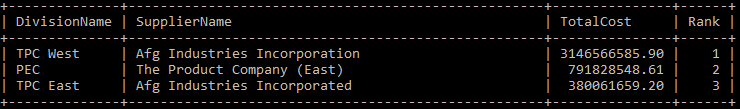 DivisionName | SupplierName | TotalCost | Rank
TPC West | Afg Industries Incorporation | 3146566585.90 | 1
PEC | The Product Company (East) | 791828548.61 | 2
TPC East | Afg Industries Incorporated | 380061659.20 | 3